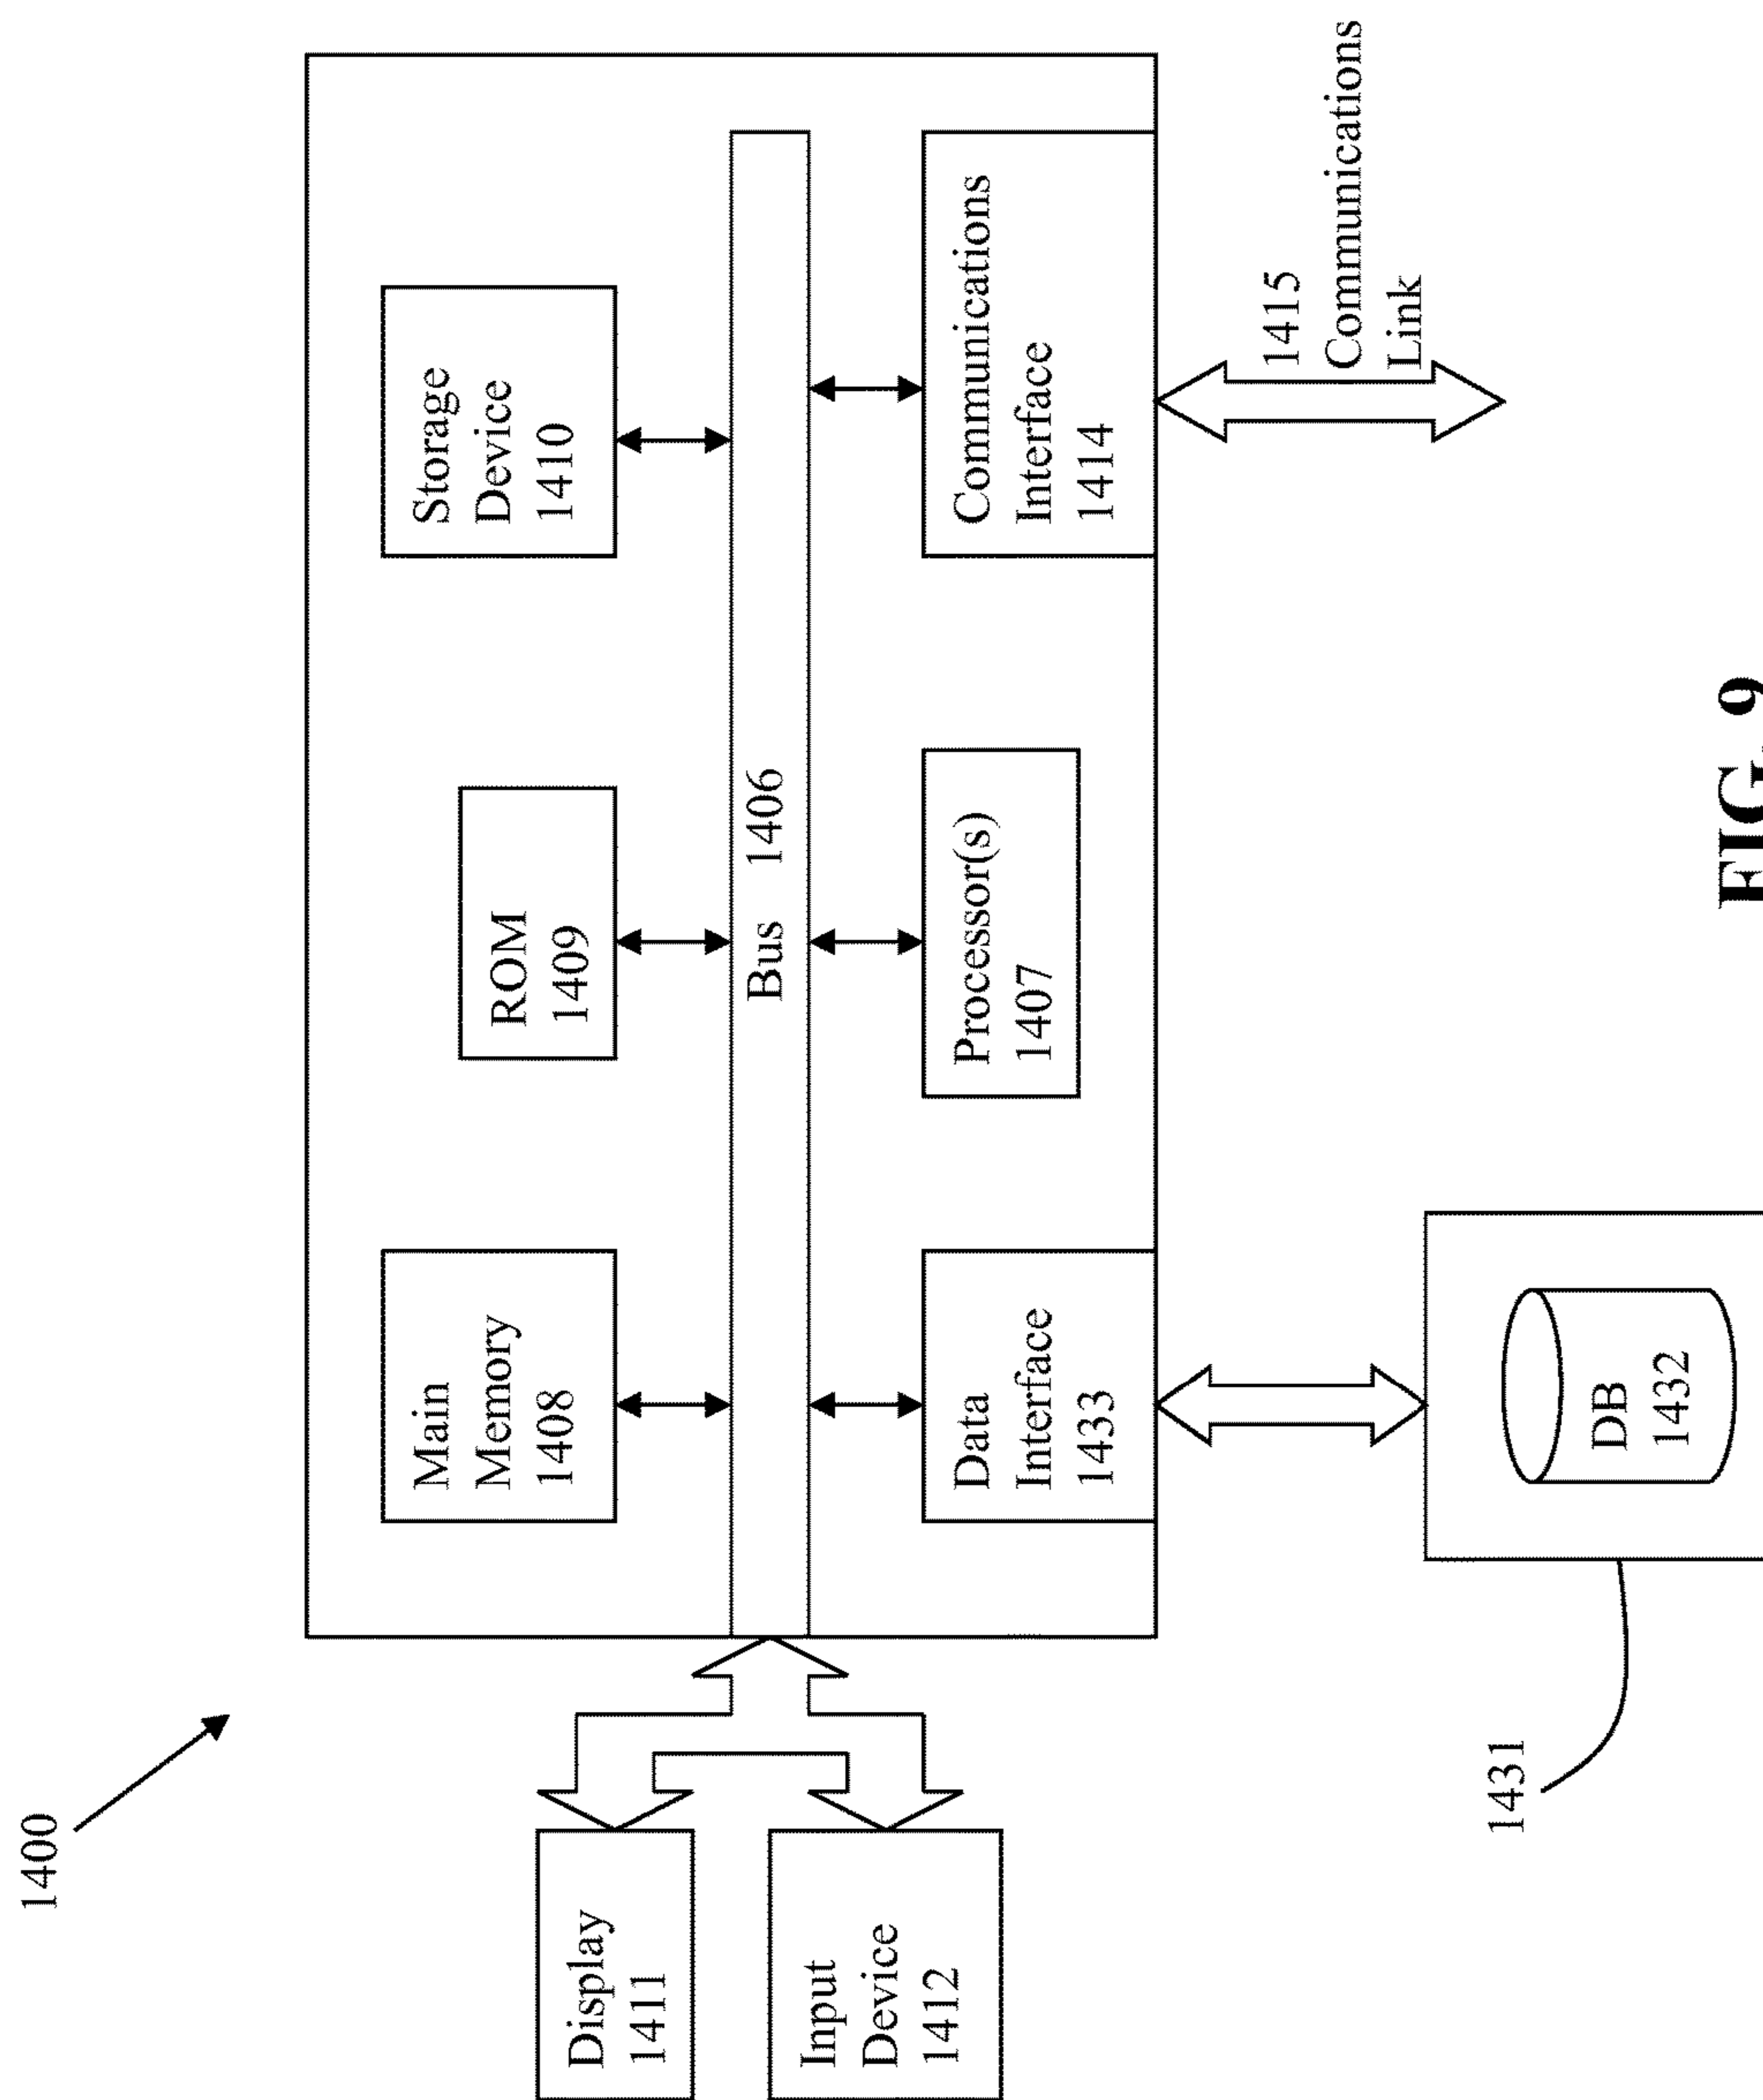 1400
Main
Memory
1408
ROM
1409
Storage
Device
1410
Display
1411
Bus 1406
Input
Device
1412
Data
Interface
1433
Processor(s)
1407
Communications
Interface
1414
1415
Communications
Link
1431
DB
1432
FIG. 9